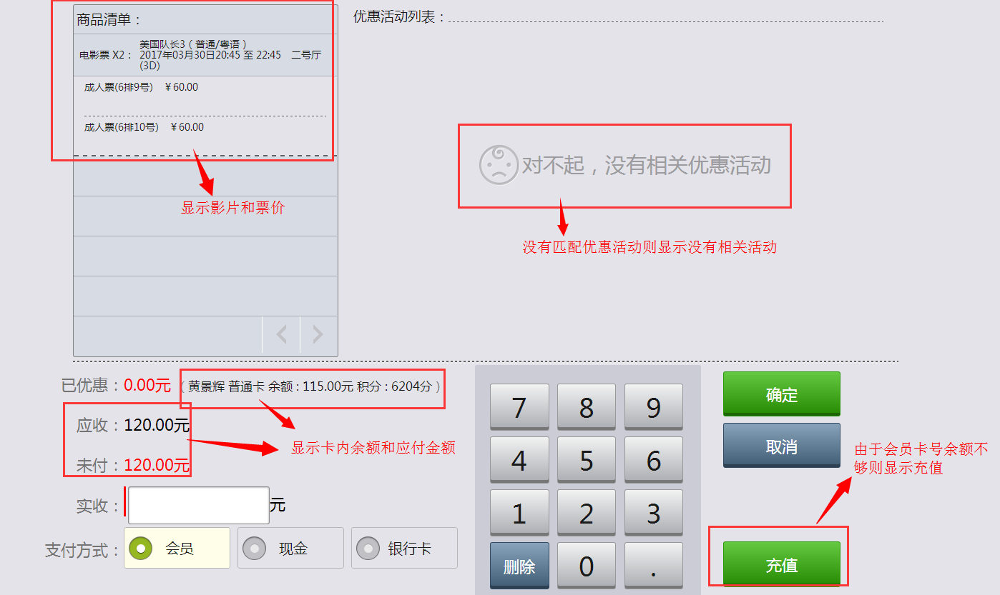 商品清单：
优惠活动列表：
电影票 X2：
美国队长3（普通/粤语）
2017年03月30日20:45 至 22:45 二号厅
(3D)
成人票(6排9号) ￥60.00
成人票(6排10号) ￥60.00
显示影片和票价
对不起，没有相关优惠活动
没有匹配优惠活动则显示没有相关活动
已优惠：0.00元（黄景辉 普通卡 余额：115.00元 积分：6204分）
应收：120.00元
显示卡内余额和应付金额
未付：120.00元
实收：元
支付方式：会员 现金 银行卡
7 8 9
4 5 6
1 2 3
删除 0 .
确定
取消
由于会员卡号余额不
够则显示充值
充值